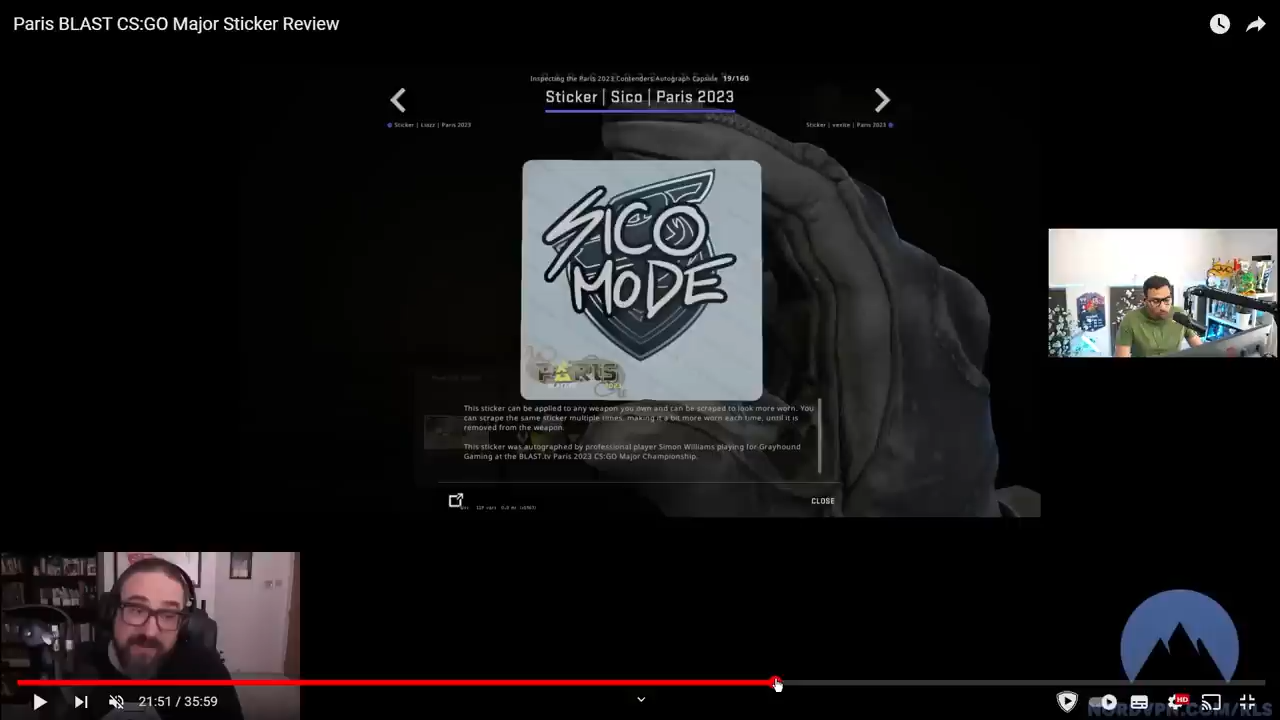 Paris BLAST CS:GO Major Sticker Review
Inspecting the Paris 2023 Contenders Autograph Capsule 19/160
Sticker | Sico | Paris 2023
Sticker | Liazz | Paris 2023
Sticker | vexite | Paris 2023
SICO
MODE
PARIS
This sticker can be applied to any weapon you own and can be scraped to look more worn. You
can scrape the same sticker multiple times, making it a bit more worn each time, until it is
removed from the weapon.
This sticker was autographed by professional player Simon Williams playing for Grayhound
Gaming at the BLAST.tv Paris 2023 CS:GO Major Championship.
CLOSE
21:51 / 35:59
HD
NORDVPN.COM/RLS